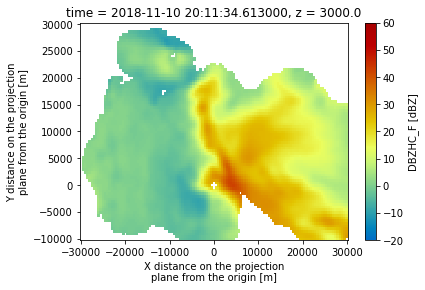 time = 2018-11-10 20:11:34.613000, z = 3000.0
30000
25000
20000
15000
10000
5000
0
−5000
−10000
Y distance on the projection
plane from the origin [m]
−30000 −20000 −10000 0 10000 20000 30000
X distance on the projection
plane from the origin [m]
60
50
40
30
20
10
0
−10
−20
DBZHC_F [dBZ]